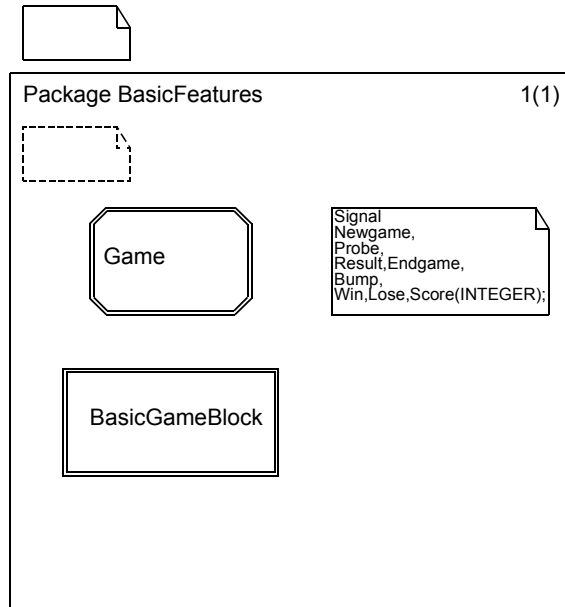 Package BasicFeatures 1(1)
Game
Signal
Newgame,
Probe,
Result,Endgame,
Bump,
Win,Lose,Score(INTEGER);
BasicGameBlock